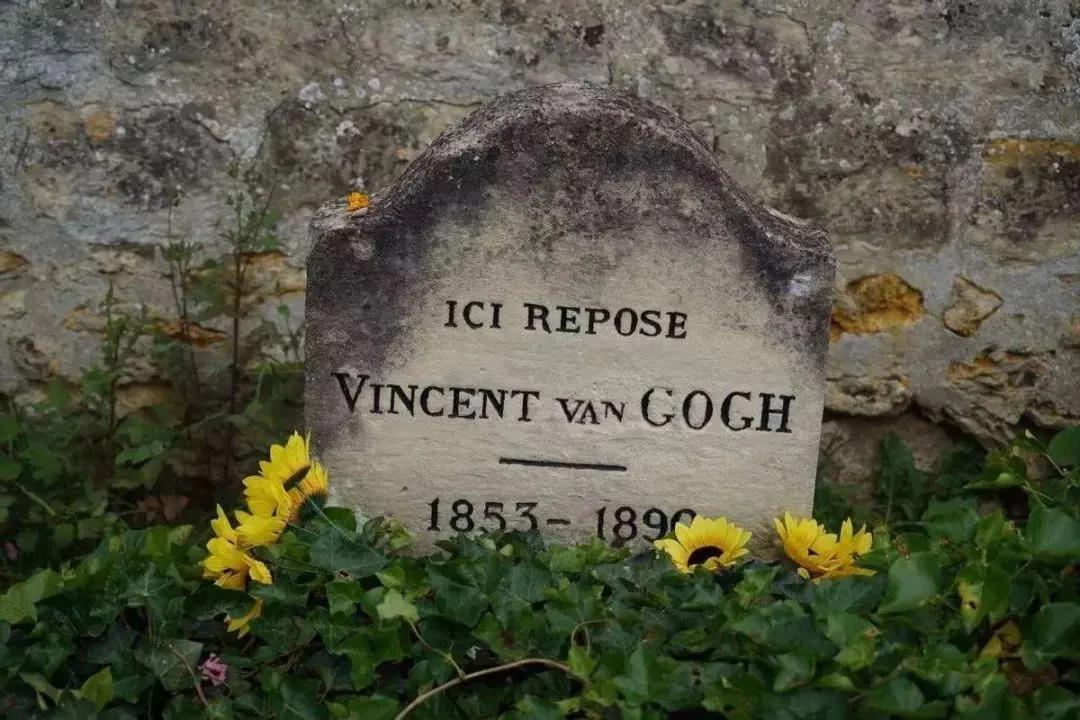 ICI REPOSE
VINCENT VAN GOGH
1853 - 1890